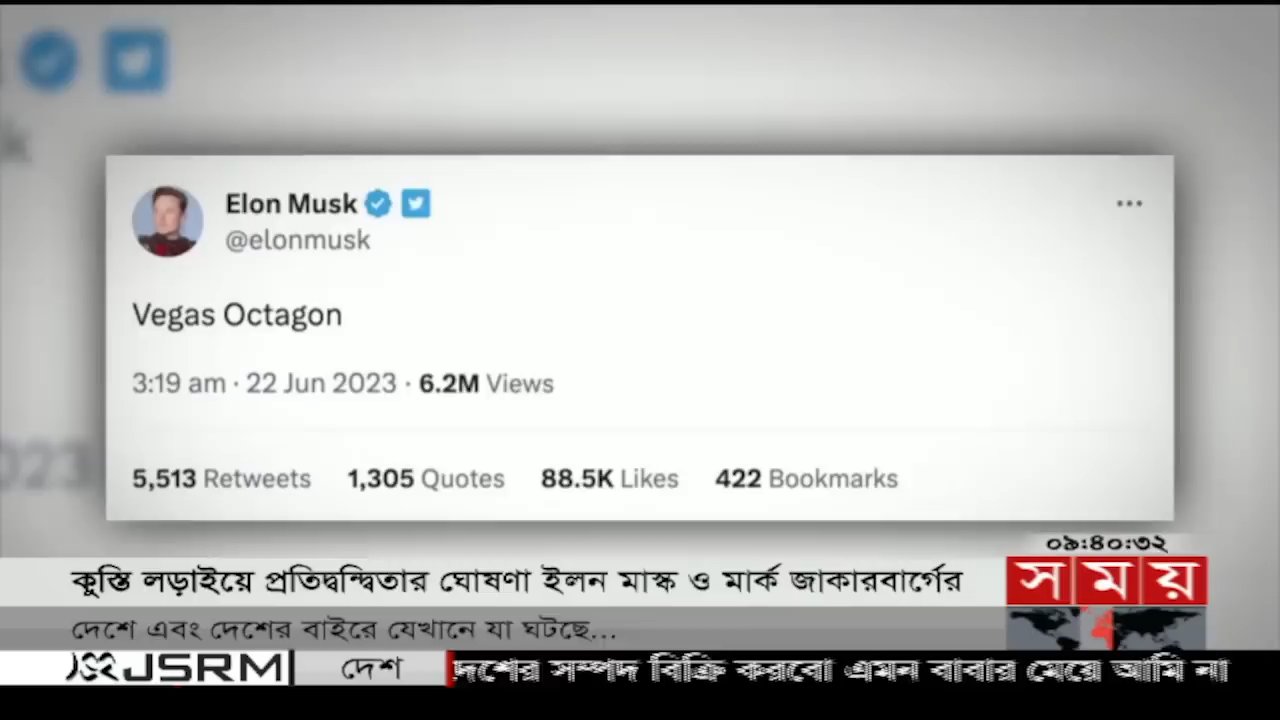 Elon Musk
@elonmusk
Vegas Octagon
3:19 am · 22 Jun 2023 · 6.2M Views
5,513 Retweets 1,305 Quotes 88.5K Likes 422 Bookmarks
০৯:৪০:৩২
কুস্তি লড়াইয়ে প্রতিদ্বন্দ্বিতার ঘোষণা ইলন মাস্ক ও মার্ক জাকারবার্গের
সময়
দেশে এবং দেশের বাইরে যেখানে যা ঘটছে...
JSRM দেশ দেশের সম্পদ বিক্রি করবো এমন বাবার মেয়ে আমি না
023